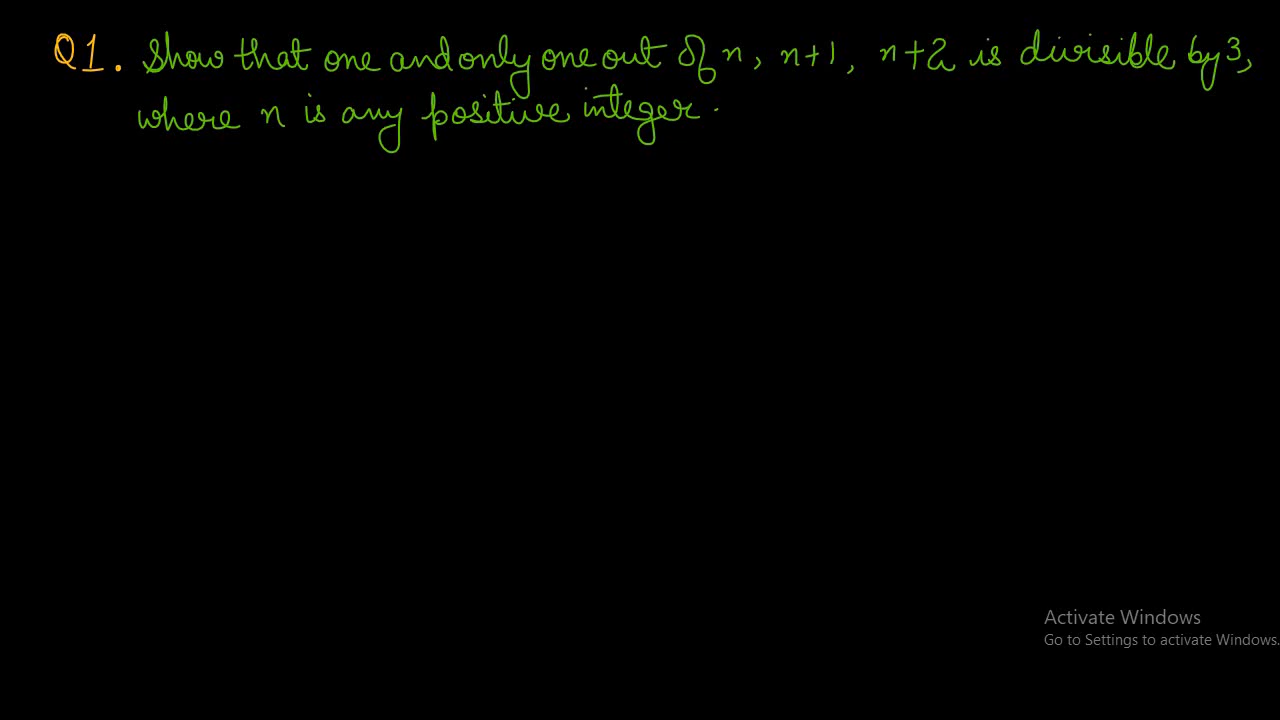 Q1. Show that one and only one out of n, n+1, n+2 is divisible by 3,
where n is any positive integer.
Activate Windows
Go to Settings to activate Windows.